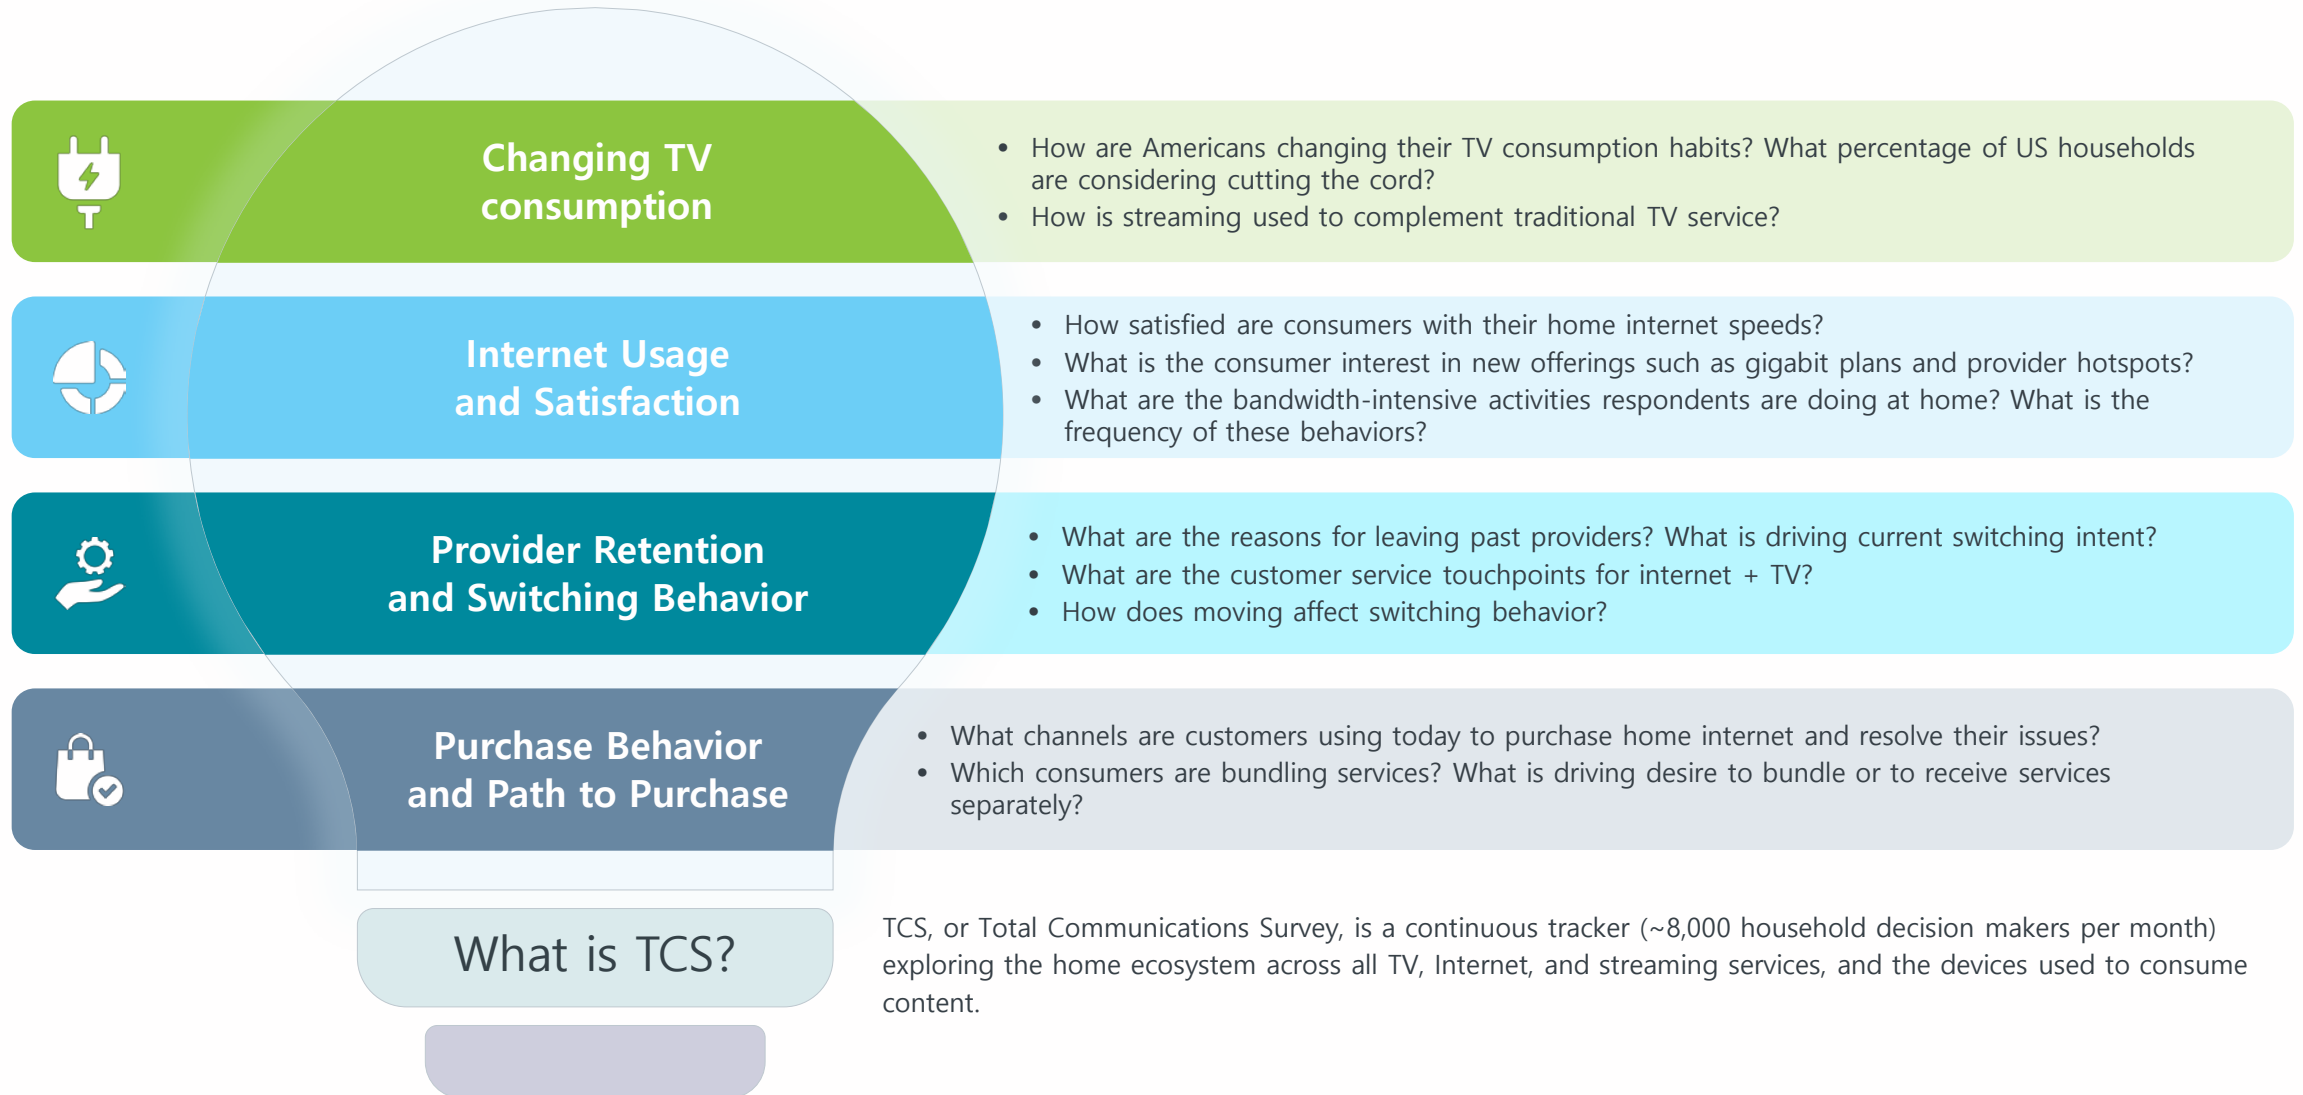 Changing TV
consumption
• How are Americans changing their TV consumption habits? What percentage of US households
are considering cutting the cord?
• How is streaming used to complement traditional TV service?
Internet Usage
and Satisfaction
• How satisfied are consumers with their home internet speeds?
• What is the consumer interest in new offerings such as gigabit plans and provider hotspots?
• What are the bandwidth-intensive activities respondents are doing at home? What is the
frequency of these behaviors?
Provider Retention
and Switching Behavior
• What are the reasons for leaving past providers? What is driving current switching intent?
• What are the customer service touchpoints for internet + TV?
• How does moving affect switching behavior?
Purchase Behavior
and Path to Purchase
• What channels are customers using today to purchase home internet and resolve their issues?
• Which consumers are bundling services? What is driving desire to bundle or to receive services
separately?
What is TCS?
TCS, or Total Communications Survey, is a continuous tracker (~8,000 household decision makers per month)
exploring the home ecosystem across all TV, Internet, and streaming services, and the devices used to consume
content.